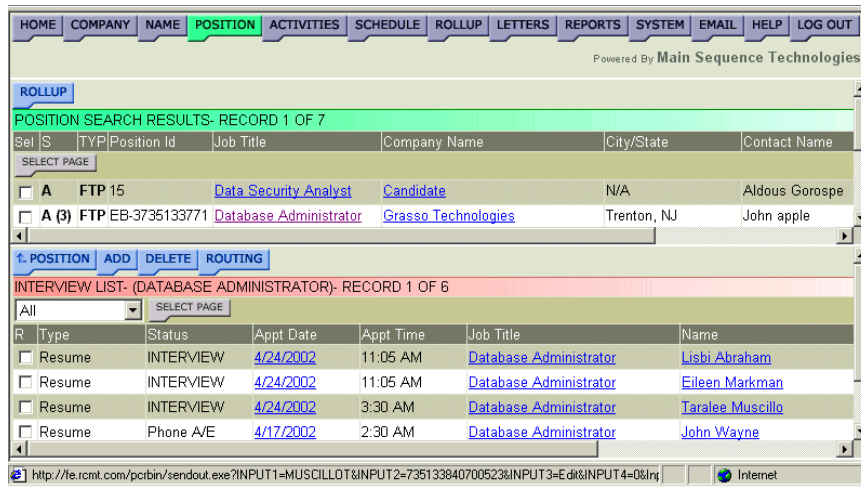 HOME COMPANY NAME POSITION ACTIVITIES SCHEDULE ROLLUP LETTERS REPORTS SYSTEM EMAIL HELP LOG OUT
Powered By Main Sequence Technologies
ROLLUP
POSITION SEARCH RESULTS- RECORD 1 OF 7
Sel S TYP Position Id Job Title Company Name City/State Contact Name
SELECT PAGE
A FTP 15 Data Security Analyst Candidate N/A Aldous Gorospe
A (3) FTP EB-3735133771 Database Administrator Grasso Technologies Trenton, NJ John apple
POSITION ADD DELETE ROUTING
INTERVIEW LIST- (DATABASE ADMINISTRATOR)- RECORD 1 OF 6
All SELECT PAGE
R Type Status Appt Date Appt Time Job Title Name
Resume INTERVIEW 4/24/2002 11:05 AM Database Administrator Lisbi Abraham
Resume INTERVIEW 4/24/2002 11:05 AM Database Administrator Eileen Markman
Resume INTERVIEW 4/24/2002 3:30 AM Database Administrator Taralee Muscillo
Resume Phone A/E 4/17/2002 2:30 AM Database Administrator John Wayne
http://fe.rcmt.com/pcrbin/sendout.exe?INPUT1=MUSCILLOT&INPUT2=735133840700523&INPUT3=Edit&INPUT4=0&Inp Internet